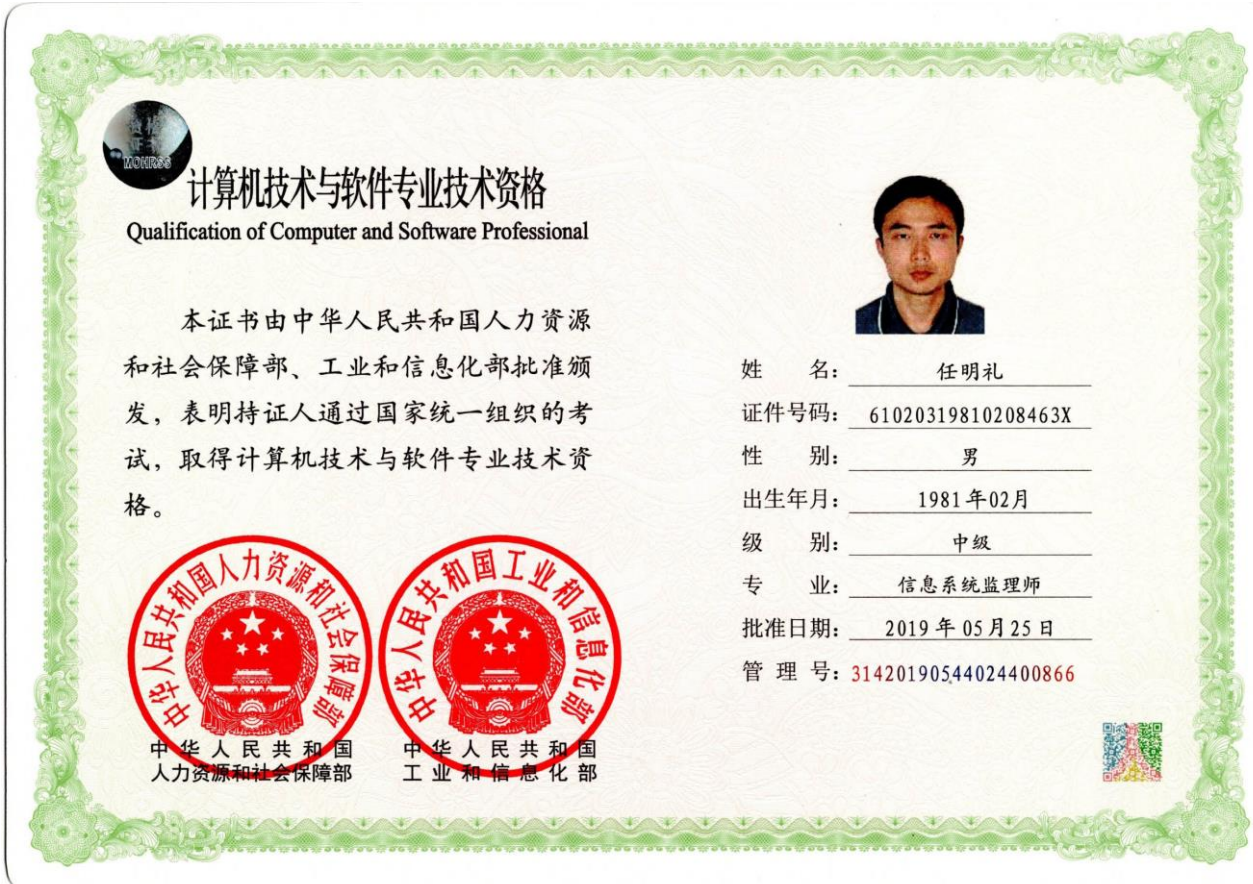 资格
证书
MOHRSS
计算机技术与软件专业技术资格
Qualification of Computer and Software Professional
本证书由中华人民共和国人力资源
和社会保障部、工业和信息化部批准颁
发，表明持证人通过国家统一组织的考
试，取得计算机技术与软件专业技术资
格。
中华人民共和国人力资源和社会保障部
中华人民共和国
人力资源和社会保障部
中华人民共和国工业和信息化部
中华人民共和国
工业和信息化部
姓 名：任明礼
证件号码：61020319810208463X
性 别：男
出生年月：1981年02月
级 别：中级
专 业：信息系统监理师
批准日期：2019年05月25日
管 理 号：31420190544024400866